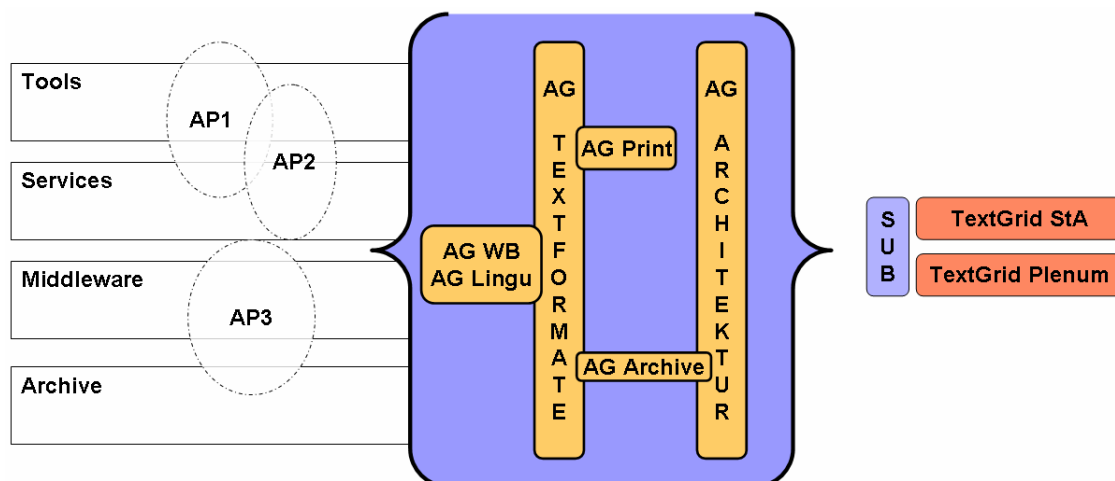 Tools
AP1
AP2
Services
Middleware
AP3
Archive
AG WB
AG Lingu
AG TEXTFORMATE
AG Print
AG Archive
AG ARCHITEKTUR
SUB
TextGrid StA
TextGrid Plenum